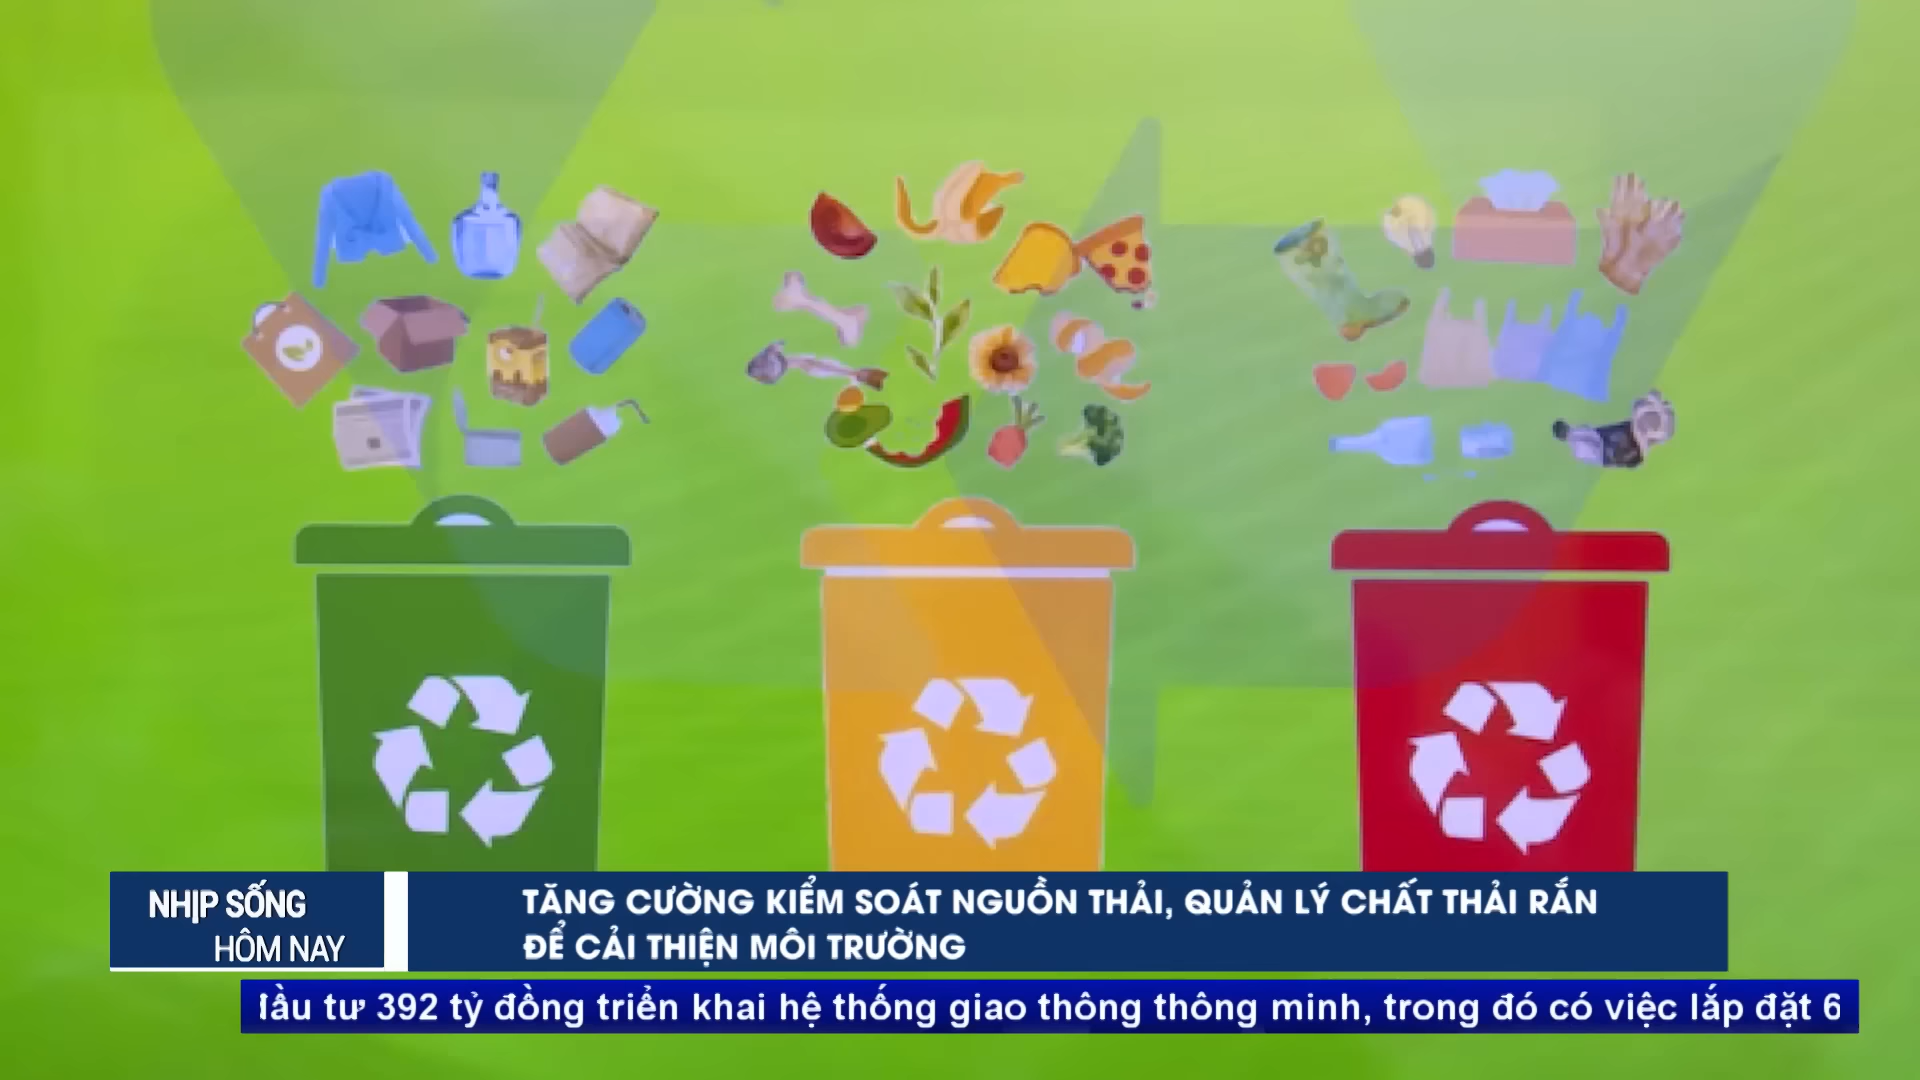 NHỊP SỐNG
HÔM NAY
TĂNG CƯỜNG KIỂM SOÁT NGUỒN THẢI, QUẢN LÝ CHẤT THẢI RẮN
ĐỂ CẢI THIỆN MÔI TRƯỜNG
tư 392 tỷ đồng triển khai hệ thống giao thông thông minh, trong đó có việc lắp đặt 6